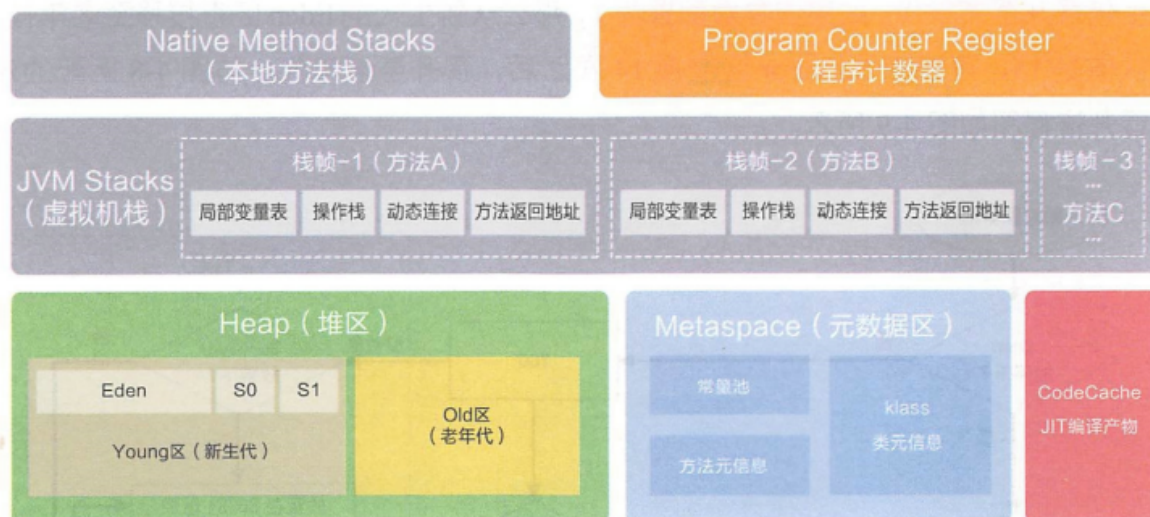 Native Method Stacks
（本地方法栈）
Program Counter Register
（程序计数器）
JVM Stacks
（虚拟机栈）
栈帧-1（方法A）
局部变量表
操作栈
动态连接
方法返回地址
栈帧-2（方法B）
局部变量表
操作栈
动态连接
方法返回地址
栈帧-3
...
方法C
...
Heap（堆区）
Eden
S0
S1
Young区（新生代）
Old区
（老年代）
Metaspace（元数据区）
常量池
方法元信息
klass
类元信息
CodeCache
JIT编译产物